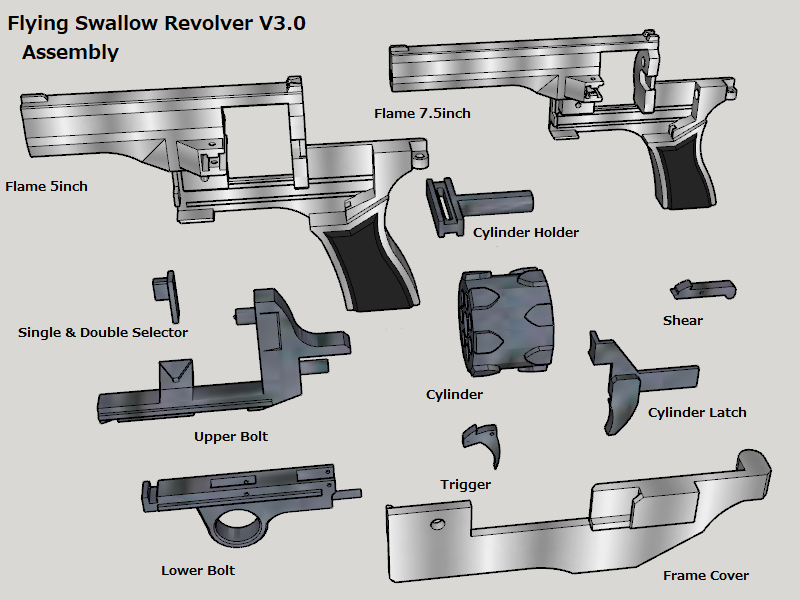 Flying Swallow Revolver V3.0
Assembly
Flame 7.5inch
Flame 5inch
Cylinder Holder
Single & Double Selector
Shear
Cylinder
Cylinder Latch
Upper Bolt
Trigger
Lower Bolt
Frame Cover